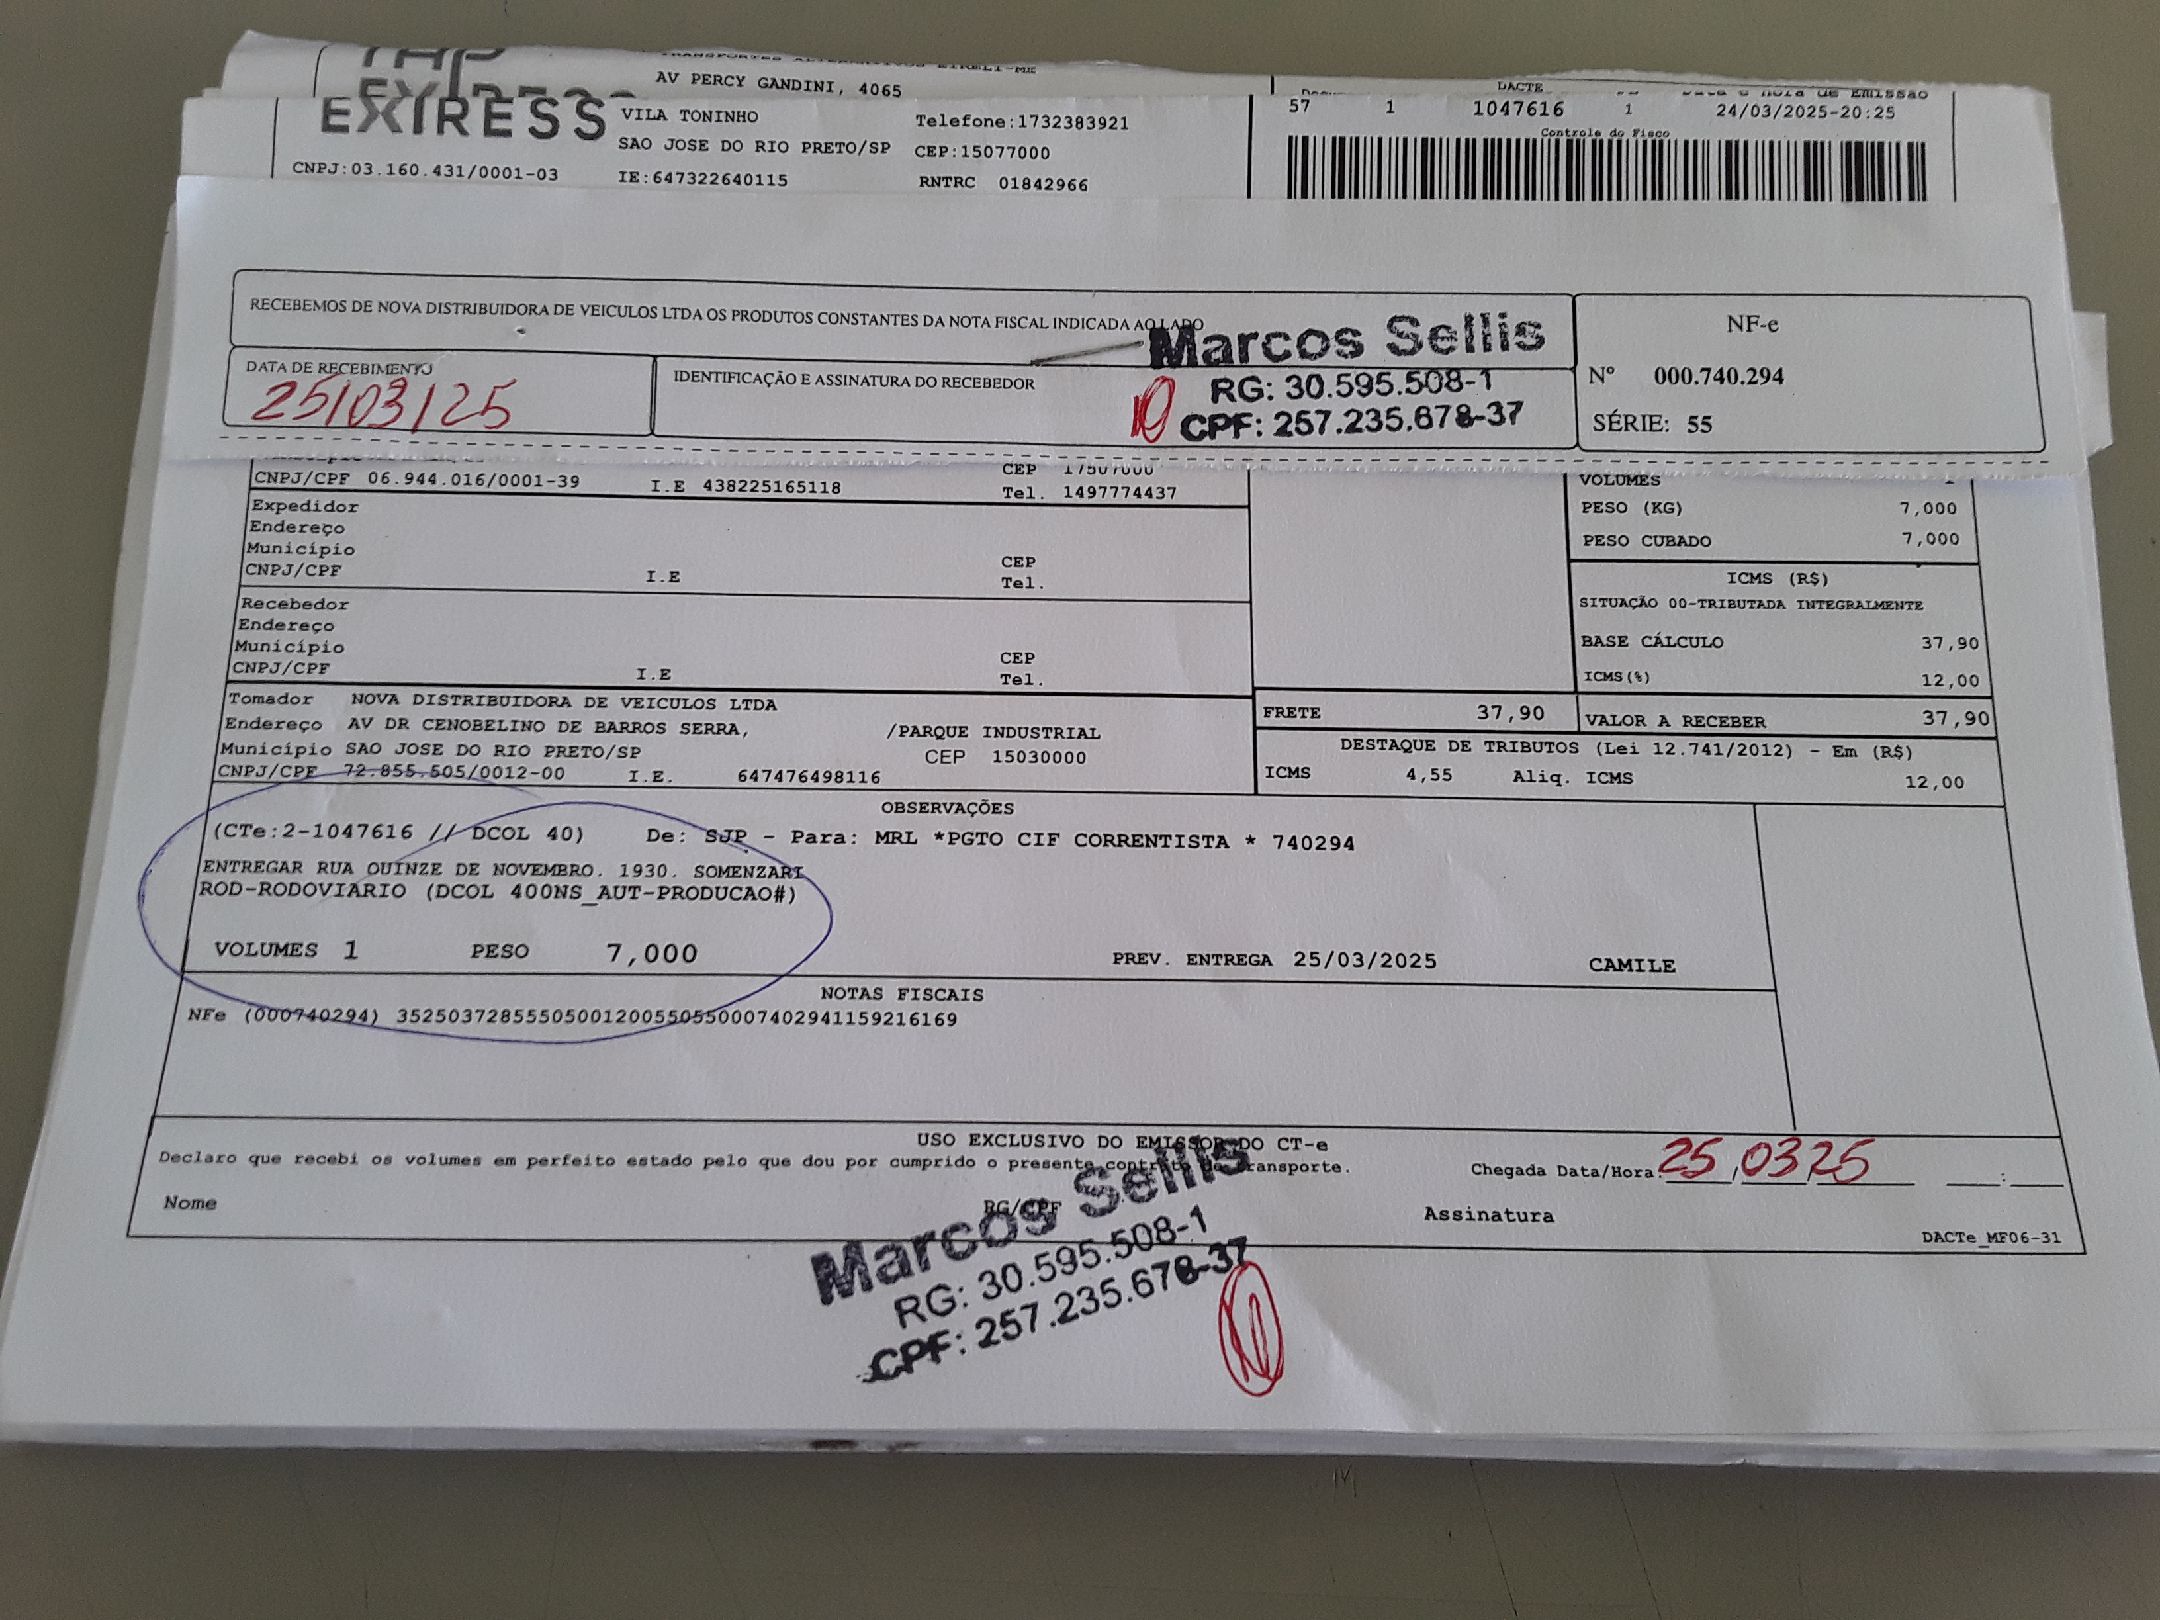 AV PERCY GANDINI, 4065
DACTE
EXIRESS
VILA TONINHO
Telefone:1732383921
57 1 1047616 1 24/03/2025-20:25
Controle do Fisco
SAO JOSE DO RIO PRETO/SP CEP:15077000
CNPJ:03.160.431/0001-03 IE:647322640115 RNTRC 01842966
RECEBEMOS DE NOVA DISTRIBUIDORA DE VEICULOS LTDA OS PRODUTOS CONSTANTES DA NOTA FISCAL INDICADA AO LADO
NF-e
Marcos Sellis
DATA DE RECEBIMENTO
25/03/25
IDENTIFICAÇÃO E ASSINATURA DO RECEBEDOR
RG: 30.595.508-1
CPF: 257.235.678-37
Nº 000.740.294
SÉRIE: 55
CEP 17507000
CNPJ/CPF 06.944.016/0001-39 I.E 438225165118 Tel. 1497774437
VOLUMES 1
PESO (KG) 7,000
PESO CUBADO 7,000
Expedidor
Endereço
Município CEP
CNPJ/CPF I.E Tel.
ICMS (R$)
SITUAÇÃO 00-TRIBUTADA INTEGRALMENTE
BASE CÁLCULO 37,90
ICMS(%) 12,00
Recebedor
Endereço
Município CEP
CNPJ/CPF I.E Tel.
Tomador NOVA DISTRIBUIDORA DE VEICULOS LTDA
Endereço AV DR CENOBELINO DE BARROS SERRA, /PARQUE INDUSTRIAL
Município SAO JOSE DO RIO PRETO/SP CEP 15030000
CNPJ/CPF 72.855.505/0012-00 I.E. 647476498116
FRETE 37,90 VALOR A RECEBER 37,90
DESTAQUE DE TRIBUTOS (Lei 12.741/2012) - Em (R$)
ICMS 4,55 Aliq. ICMS 12,00
OBSERVAÇÕES
(CTe:2-1047616 // DCOL 40) De: SJP - Para: MRL *PGTO CIF CORRENTISTA * 740294
ENTREGAR RUA QUINZE DE NOVEMBRO. 1930. SOMENZARI
ROD-RODOVIARIO (DCOL 400NS_AUT-PRODUCAO#)
VOLUMES 1 PESO 7,000 PREV. ENTREGA 25/03/2025 CAMILE
NOTAS FISCAIS
NFe (000740294) 35250372855505001200550550007402941159216169
USO EXCLUSIVO DO EMISSOR DO CT-e
Declaro que recebi os volumes em perfeito estado pelo que dou por cumprido o presente contrato de transporte.
Chegada Data/Hora: 25 03 25 :
Nome RG/CPF Assinatura
DACTe_MF06-31
Marcos Sellis
RG: 30.595.508-1
CPF: 257.235.678-37